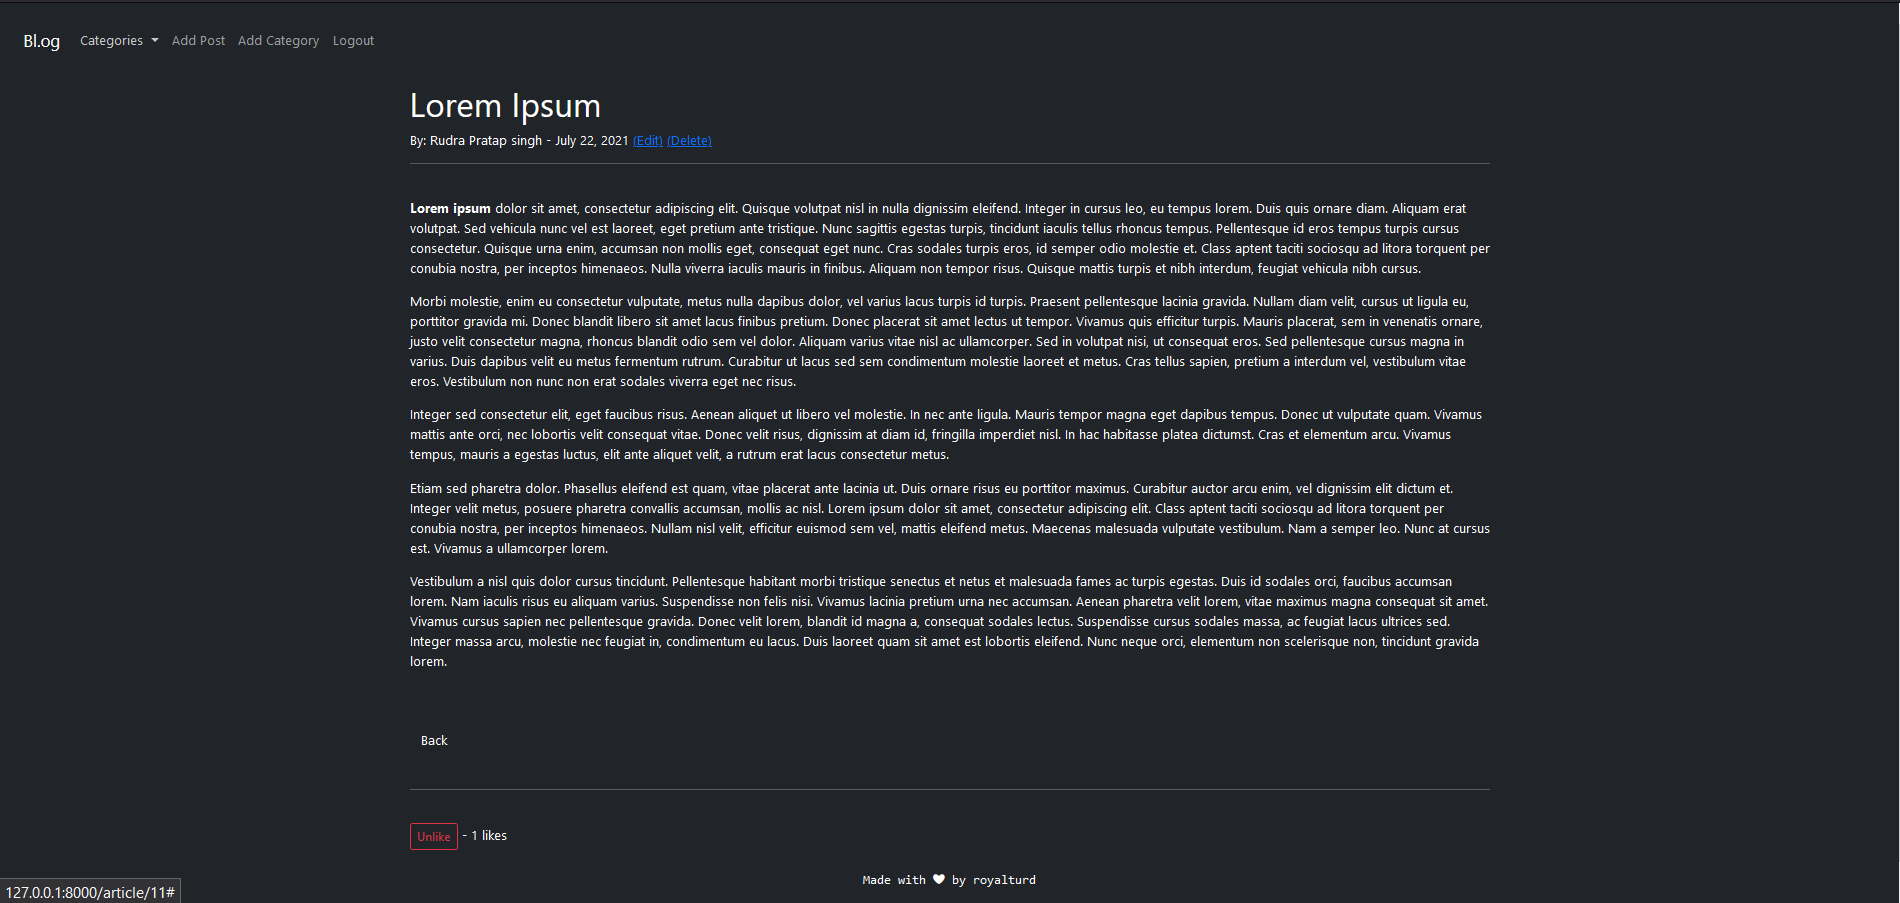 Bl.og Categories Add Post Add Category Logout
Lorem Ipsum
By: Rudra Pratap singh - July 22, 2021 (Edit) (Delete)
Lorem ipsum dolor sit amet, consectetur adipiscing elit. Quisque volutpat nisl in nulla dignissim eleifend. Integer in cursus leo, eu tempus lorem. Duis quis ornare diam. Aliquam erat
volutpat. Sed vehicula nunc vel est laoreet, eget pretium ante tristique. Nunc sagittis egestas turpis, tincidunt iaculis tellus rhoncus tempus. Pellentesque id eros tempus turpis cursus
consectetur. Quisque urna enim, accumsan non mollis eget, consequat eget nunc. Cras sodales turpis eros, id semper odio molestie et. Class aptent taciti sociosqu ad litora torquent per
conubia nostra, per inceptos himenaeos. Nulla viverra iaculis mauris in finibus. Aliquam non tempor risus. Quisque mattis turpis et nibh interdum, feugiat vehicula nibh cursus.
Morbi molestie, enim eu consectetur vulputate, metus nulla dapibus dolor, vel varius lacus turpis id turpis. Praesent pellentesque lacinia gravida. Nullam diam velit, cursus ut ligula eu,
porttitor gravida mi. Donec blandit libero sit amet lacus finibus pretium. Donec placerat sit amet lectus ut tempor. Vivamus quis efficitur turpis. Mauris placerat, sem in venenatis ornare,
justo velit consectetur magna, rhoncus blandit odio sem vel dolor. Aliquam varius vitae nisl ac ullamcorper. Sed in volutpat nisi, ut consequat eros. Sed pellentesque cursus magna in
varius. Duis dapibus velit eu metus fermentum rutrum. Curabitur ut lacus sed sem condimentum molestie laoreet et metus. Cras tellus sapien, pretium a interdum vel, vestibulum vitae
eros. Vestibulum non nunc non erat sodales viverra eget nec risus.
Integer sed consectetur elit, eget faucibus risus. Aenean aliquet ut libero vel molestie. In nec ante ligula. Mauris tempor magna eget dapibus tempus. Donec ut vulputate quam. Vivamus
mattis ante orci, nec lobortis velit consequat vitae. Donec velit risus, dignissim at diam id, fringilla imperdiet nisl. In hac habitasse platea dictumst. Cras et elementum arcu. Vivamus
tempus, mauris a egestas luctus, elit ante aliquet velit, a rutrum erat lacus consectetur metus.
Etiam sed pharetra dolor. Phasellus eleifend est quam, vitae placerat ante lacinia ut. Duis ornare risus eu porttitor maximus. Curabitur auctor arcu enim, vel dignissim elit dictum et.
Integer velit metus, posuere pharetra convallis accumsan, mollis ac nisl. Lorem ipsum dolor sit amet, consectetur adipiscing elit. Class aptent taciti sociosqu ad litora torquent per
conubia nostra, per inceptos himenaeos. Nullam nisl velit, efficitur euismod sem vel, mattis eleifend metus. Maecenas malesuada vulputate vestibulum. Nam a semper leo. Nunc at cursus
est. Vivamus a ullamcorper lorem.
Vestibulum a nisl quis dolor cursus tincidunt. Pellentesque habitant morbi tristique senectus et netus et malesuada fames ac turpis egestas. Duis id sodales orci, faucibus accumsan
lorem. Nam iaculis risus eu aliquam varius. Suspendisse non felis nisi. Vivamus lacinia pretium urna nec accumsan. Aenean pharetra velit lorem, vitae maximus magna consequat sit amet.
Vivamus cursus sapien nec pellentesque gravida. Donec velit lorem, blandit id magna a, consequat sodales lectus. Suspendisse cursus sodales massa, ac feugiat lacus ultrices sed.
Integer massa arcu, molestie nec feugiat in, condimentum eu lacus. Duis laoreet quam sit amet est lobortis eleifend. Nunc neque orci, elementum non scelerisque non, tincidunt gravida
lorem.
Back
Unlike - 1 likes
Made with 🤍 by royalturd
127.0.0.1:8000/article/11#